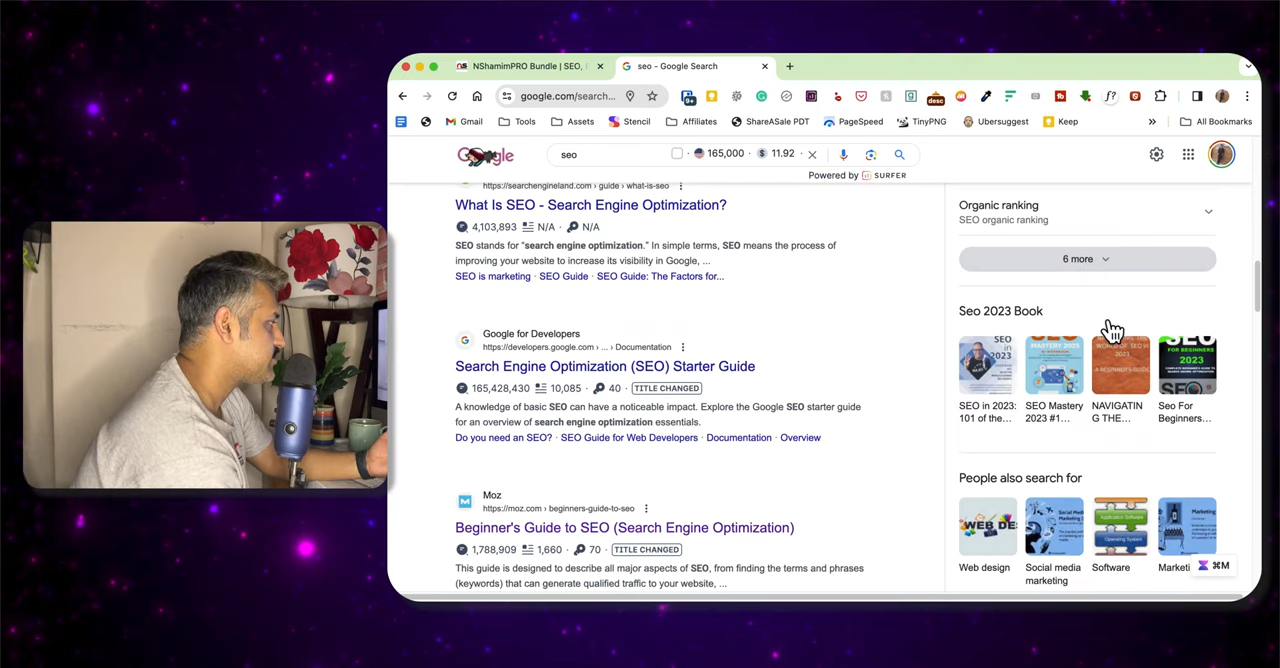 NShamimPRO Bundle | SEO,
seo - Google Search
google.com/search...
9+
desc
f?
Gmail
Tools
Assets
Stencil
Affiliates
ShareASale PDT
PageSpeed
TinyPNG
Ubersuggest
Keep
»
All Bookmarks
seo
165,000 · $ 11.92 ·
Powered by SURFER
https://searchengineland.com › guide › what-is-seo
What Is SEO - Search Engine Optimization?
4,103,893 N/A · N/A
SEO stands for “search engine optimization.” In simple terms, SEO means the process of
improving your website to increase its visibility in Google, ...
SEO is marketing · SEO Guide · SEO Guide: The Factors for...
Google for Developers
https://developers.google.com › ... › Documentation
Search Engine Optimization (SEO) Starter Guide
165,428,430 10,085 · 40 · TITLE CHANGED
A knowledge of basic SEO can have a noticeable impact. Explore the Google SEO starter guide
for an overview of search engine optimization essentials.
Do you need an SEO? · SEO Guide for Web Developers · Documentation · Overview
Moz
https://moz.com › beginners-guide-to-seo
Beginner's Guide to SEO (Search Engine Optimization)
1,788,909 1,660 · 70 · TITLE CHANGED
This guide is designed to describe all major aspects of SEO, from finding the terms and phrases
(keywords) that can generate qualified traffic to your website, ...
Organic ranking
SEO organic ranking
6 more
Seo 2023 Book
SEO in 2023:
101 of the...
SEO Mastery
2023 #1
NAVIGATIN
G THE...
Seo For
Beginners...
People also search for
Web design
Social media
marketing
Software
Marketi
⌘M